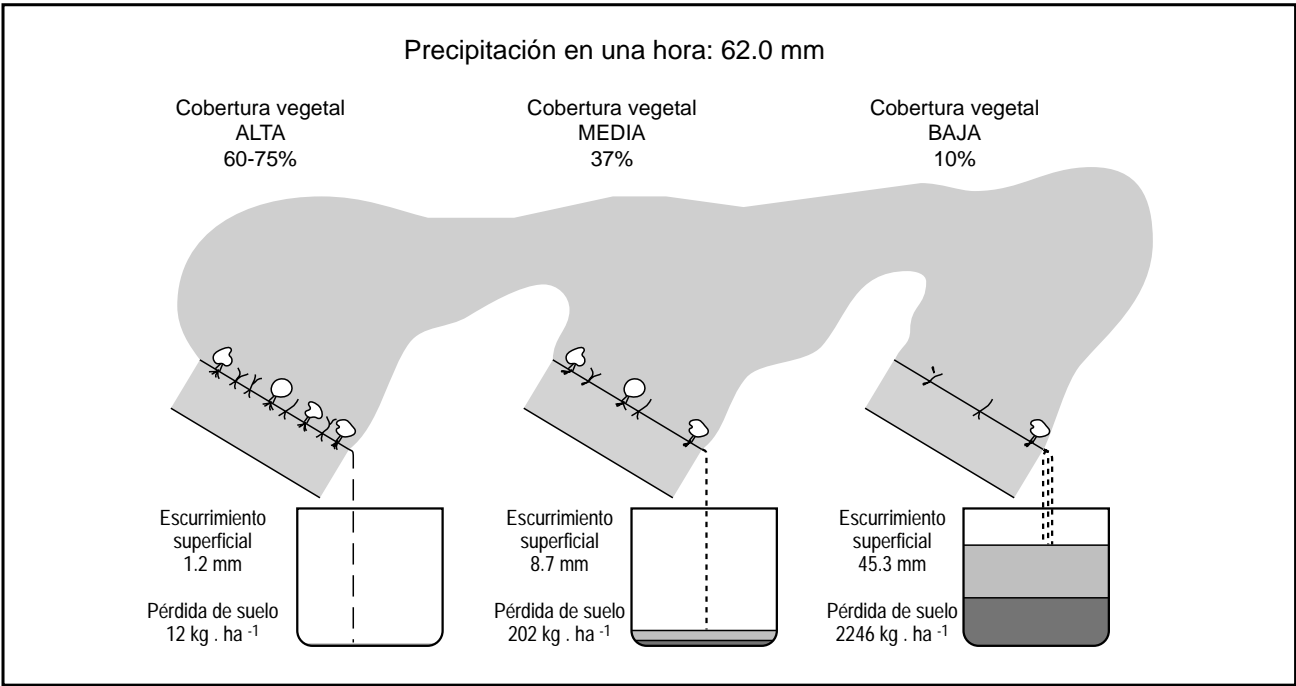 Precipitación en una hora: 62.0 mm
Cobertura vegetal
ALTA
60-75%
Cobertura vegetal
MEDIA
37%
Cobertura vegetal
BAJA
10%
Escurrimiento
superficial
1.2 mm
Pérdida de suelo
12 kg . ha -1
Escurrimiento
superficial
8.7 mm
Pérdida de suelo
202 kg . ha -1
Escurrimiento
superficial
45.3 mm
Pérdida de suelo
2246 kg . ha -1